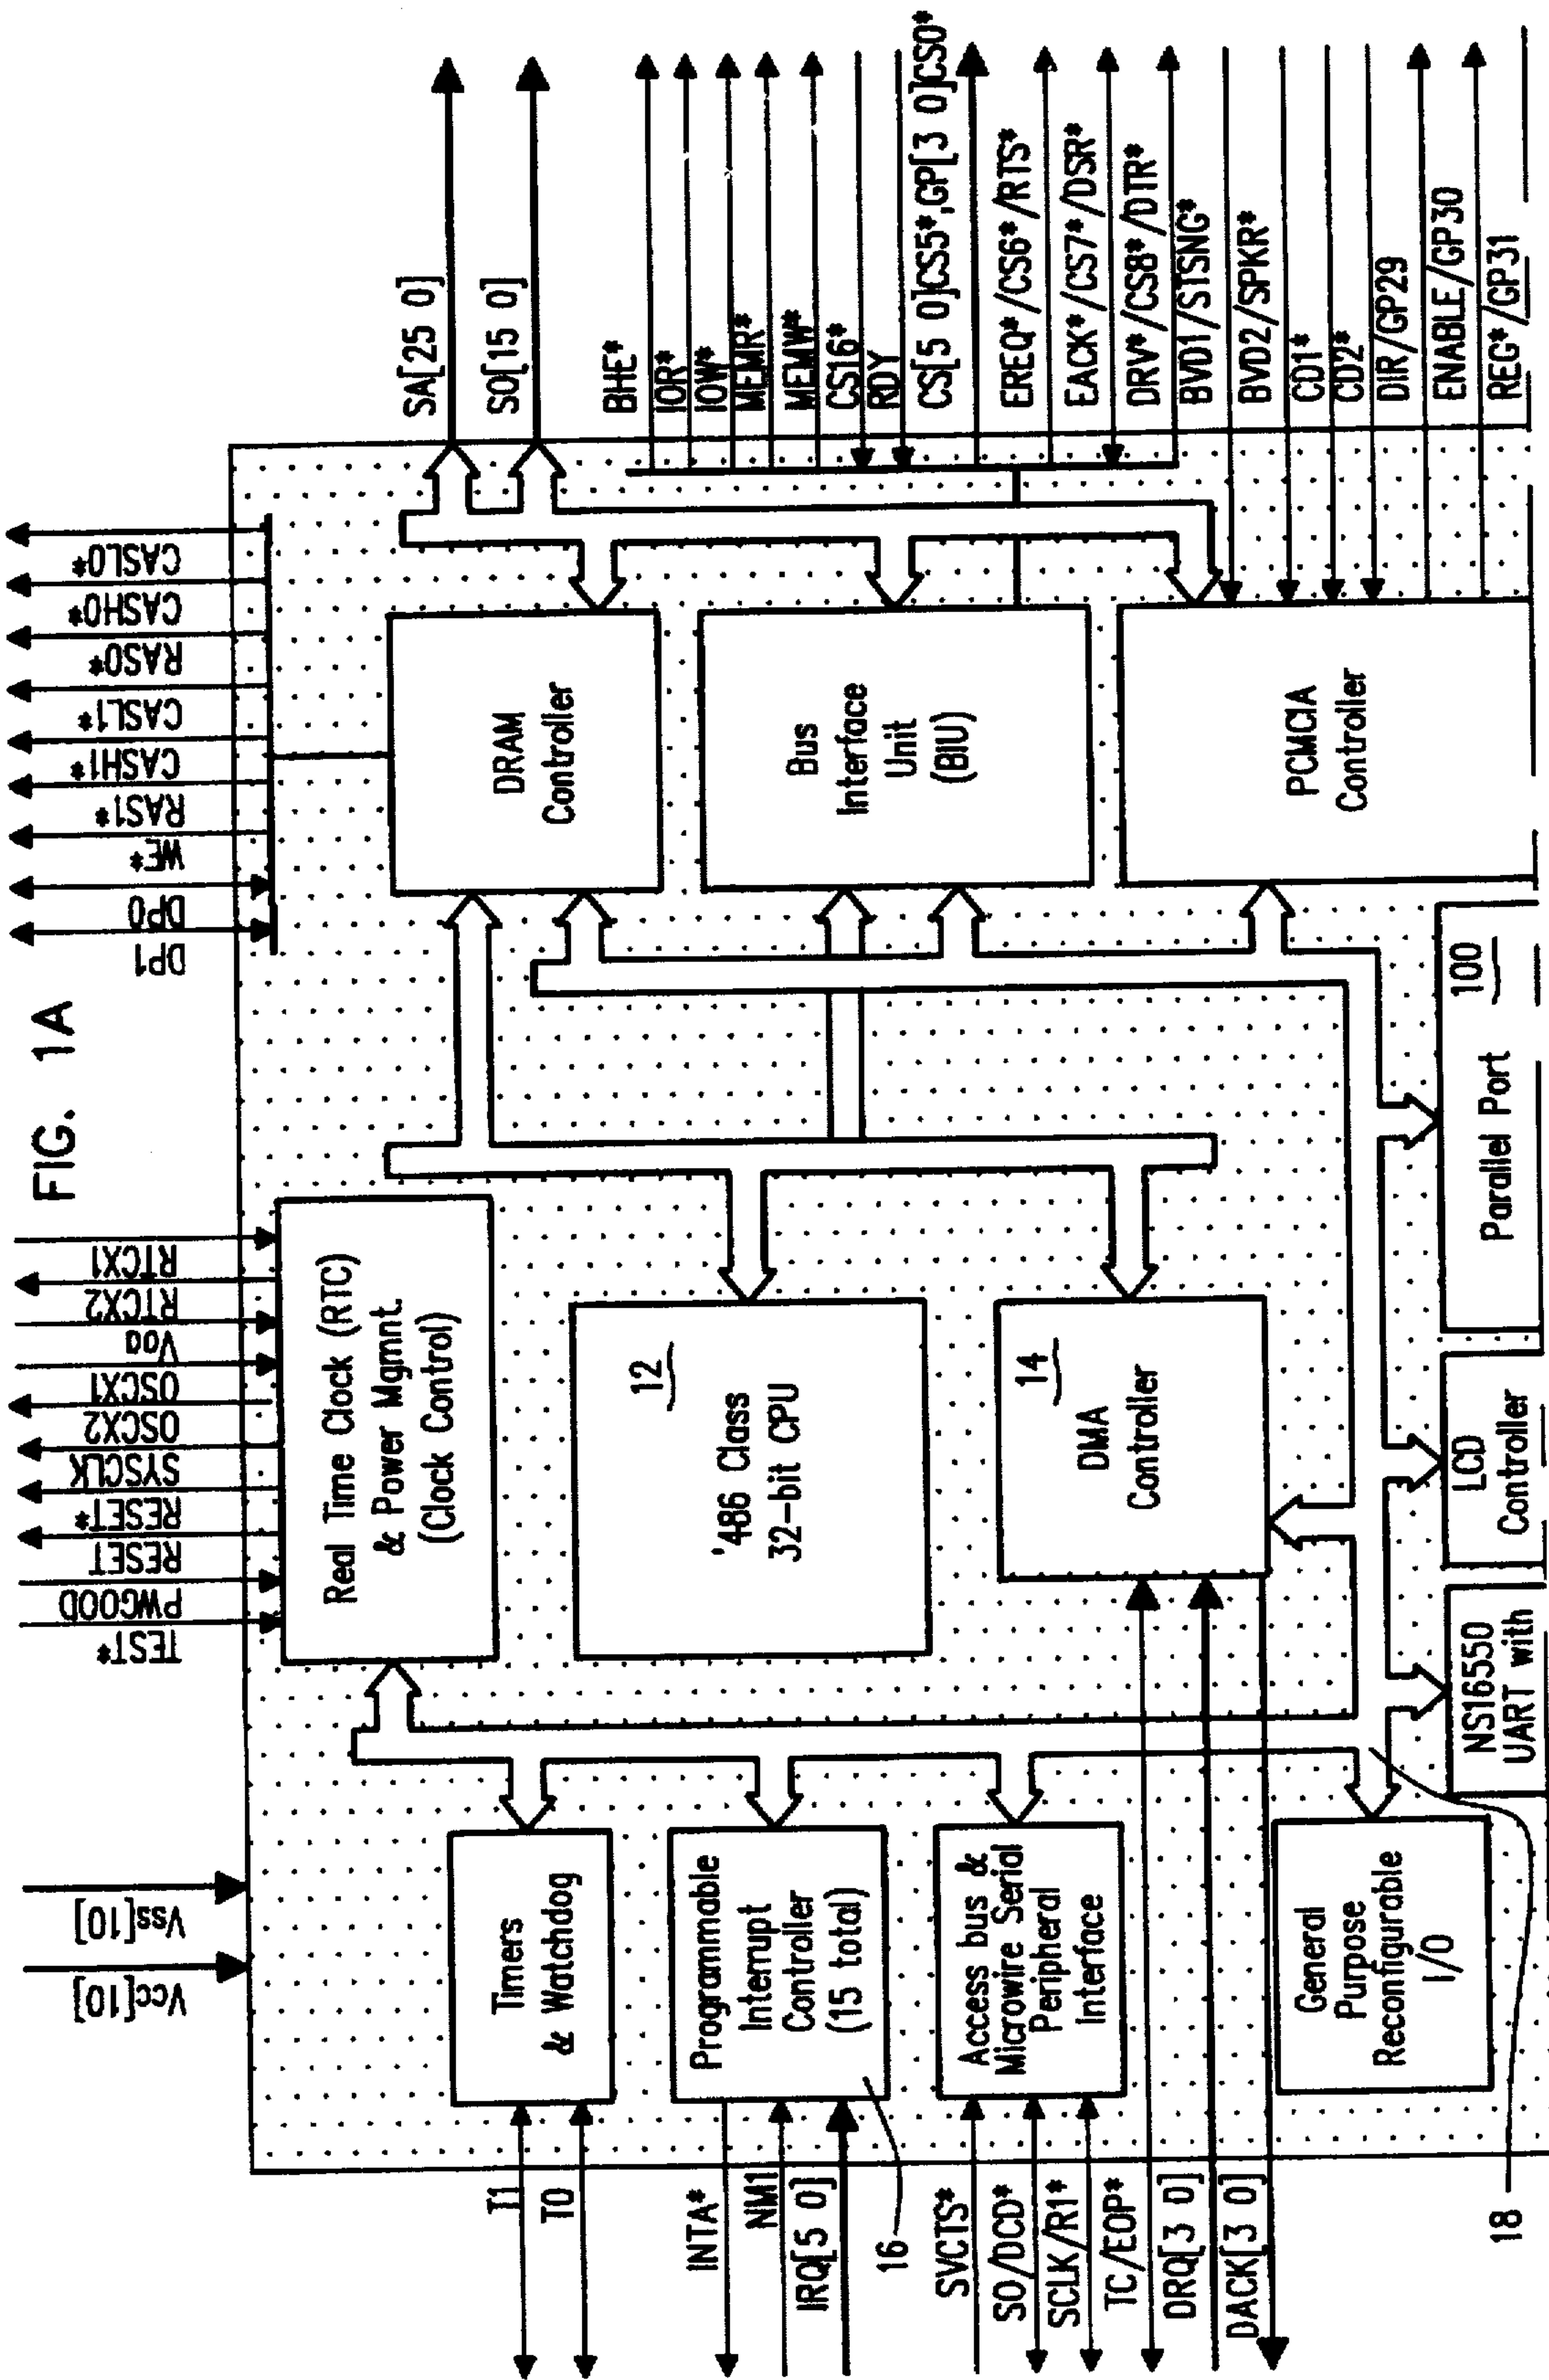 FIG. 1A
Vcc[10]
Vss[10]
TEST*
PWGOOD
RESET
RESET*
SYSCLK
OSCX2
OSCX1
RTCX2
RTCX1
DP1
DP0
WE*
RAS1*
CASH1*
CASL1*
RAS0*
CASH0*
CASL0*
T1
T0
INTA*
NM1
IRQ[5 0]
16
SVCTS*
SO/DCD*
SCLK/R1*
TC/EOP*
DRQ[3 0]
DACK[3 0]
18
Timers
& Watchdog
Programmable
Interrupt
Controller
(15 total)
Access bus &
Microwire Serial
Peripheral
Interface
General
Purpose
Reconfigurable
I/O
Real Time Clock (RTC)
& Power Mgmnt.
(Clock Control)
12
'486 Class
32-bit CPU
14
DMA
Controller
NS16550
UART with
LCD
Controller
Parallel Port
100
DRAM
Controller
Bus
Interface
Unit
(BIU)
PCMCIA
Controller
SA[25 0]
SO[15 0]
BHE*
IOR*
IOW*
MEMR*
MEMW*
CS16*
RDY
CS[5 0]CS5*,GP[3 0]CS0*
EREQ*/CS6*/RTS*
EACK*/CS7*/DSR*
DRV*/CS8*/DTR*
BVD1/STSNG*
BVD2/SPKR*
CD1*
CD2*
DIR/GP29
ENABLE/GP30
REG*/GP31